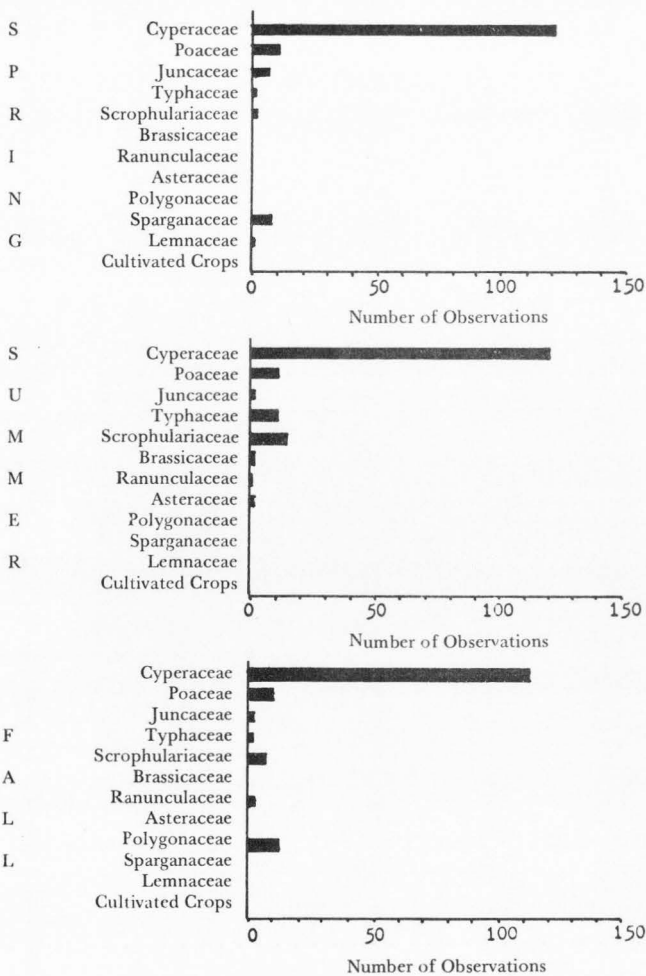 S Cyperaceae
Poaceae
P Juncaceae
Typhaceae
R Scrophulariaceae
Brassicaceae
I Ranunculaceae
Asteraceae
N Polygonaceae
Sparganaceae
G Lemnaceae
Cultivated Crops
0 50 100 150
Number of Observations
S Cyperaceae
Poaceae
U Juncaceae
Typhaceae
M Scrophulariaceae
Brassicaceae
M Ranunculaceae
Asteraceae
E Polygonaceae
Sparganaceae
R Lemnaceae
Cultivated Crops
0 50 100 150
Number of Observations
Cyperaceae
Poaceae
Juncaceae
F Typhaceae
Scrophulariaceae
A Brassicaceae
Ranunculaceae
L Asteraceae
Polygonaceae
L Sparganaceae
Lemnaceae
Cultivated Crops
0 50 100 150
Number of Observations